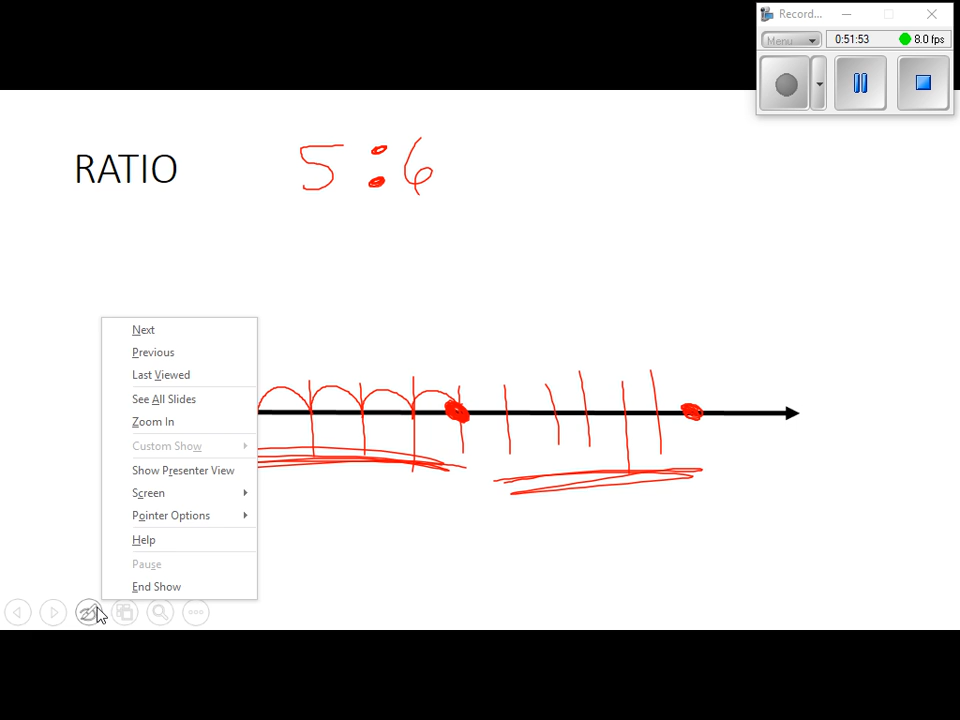 Record...
Menu
0:51:53
8.0 fps
RATIO
5 : 6
Next
Previous
Last Viewed
See All Slides
Zoom In
Custom Show
Show Presenter View
Screen
Pointer Options
Help
Pause
End Show